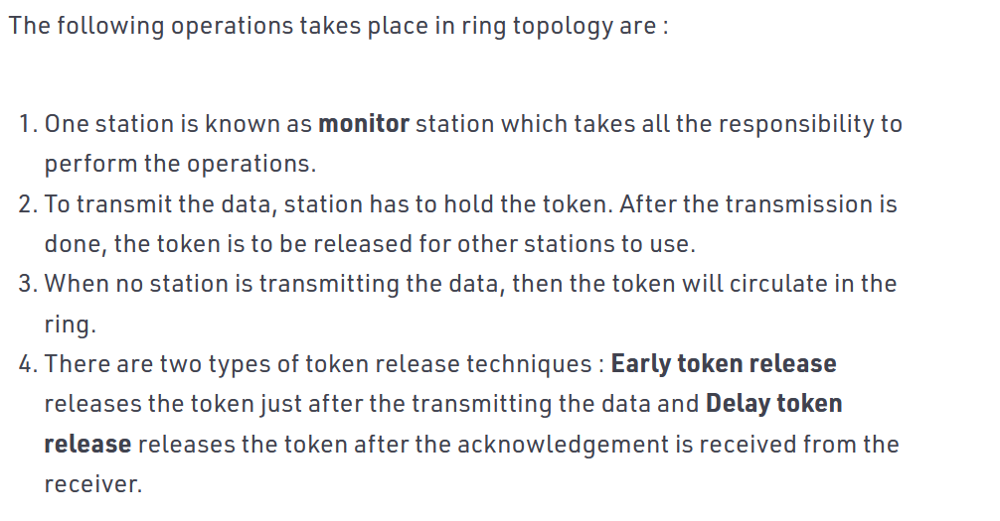 The following operations takes place in ring topology are :
1. One station is known as monitor station which takes all the responsibility to
perform the operations.
2. To transmit the data, station has to hold the token. After the transmission is
done, the token is to be released for other stations to use.
3. When no station is transmitting the data, then the token will circulate in the
ring.
4. There are two types of token release techniques : Early token release
releases the token just after the transmitting the data and Delay token
release releases the token after the acknowledgement is received from the
receiver.